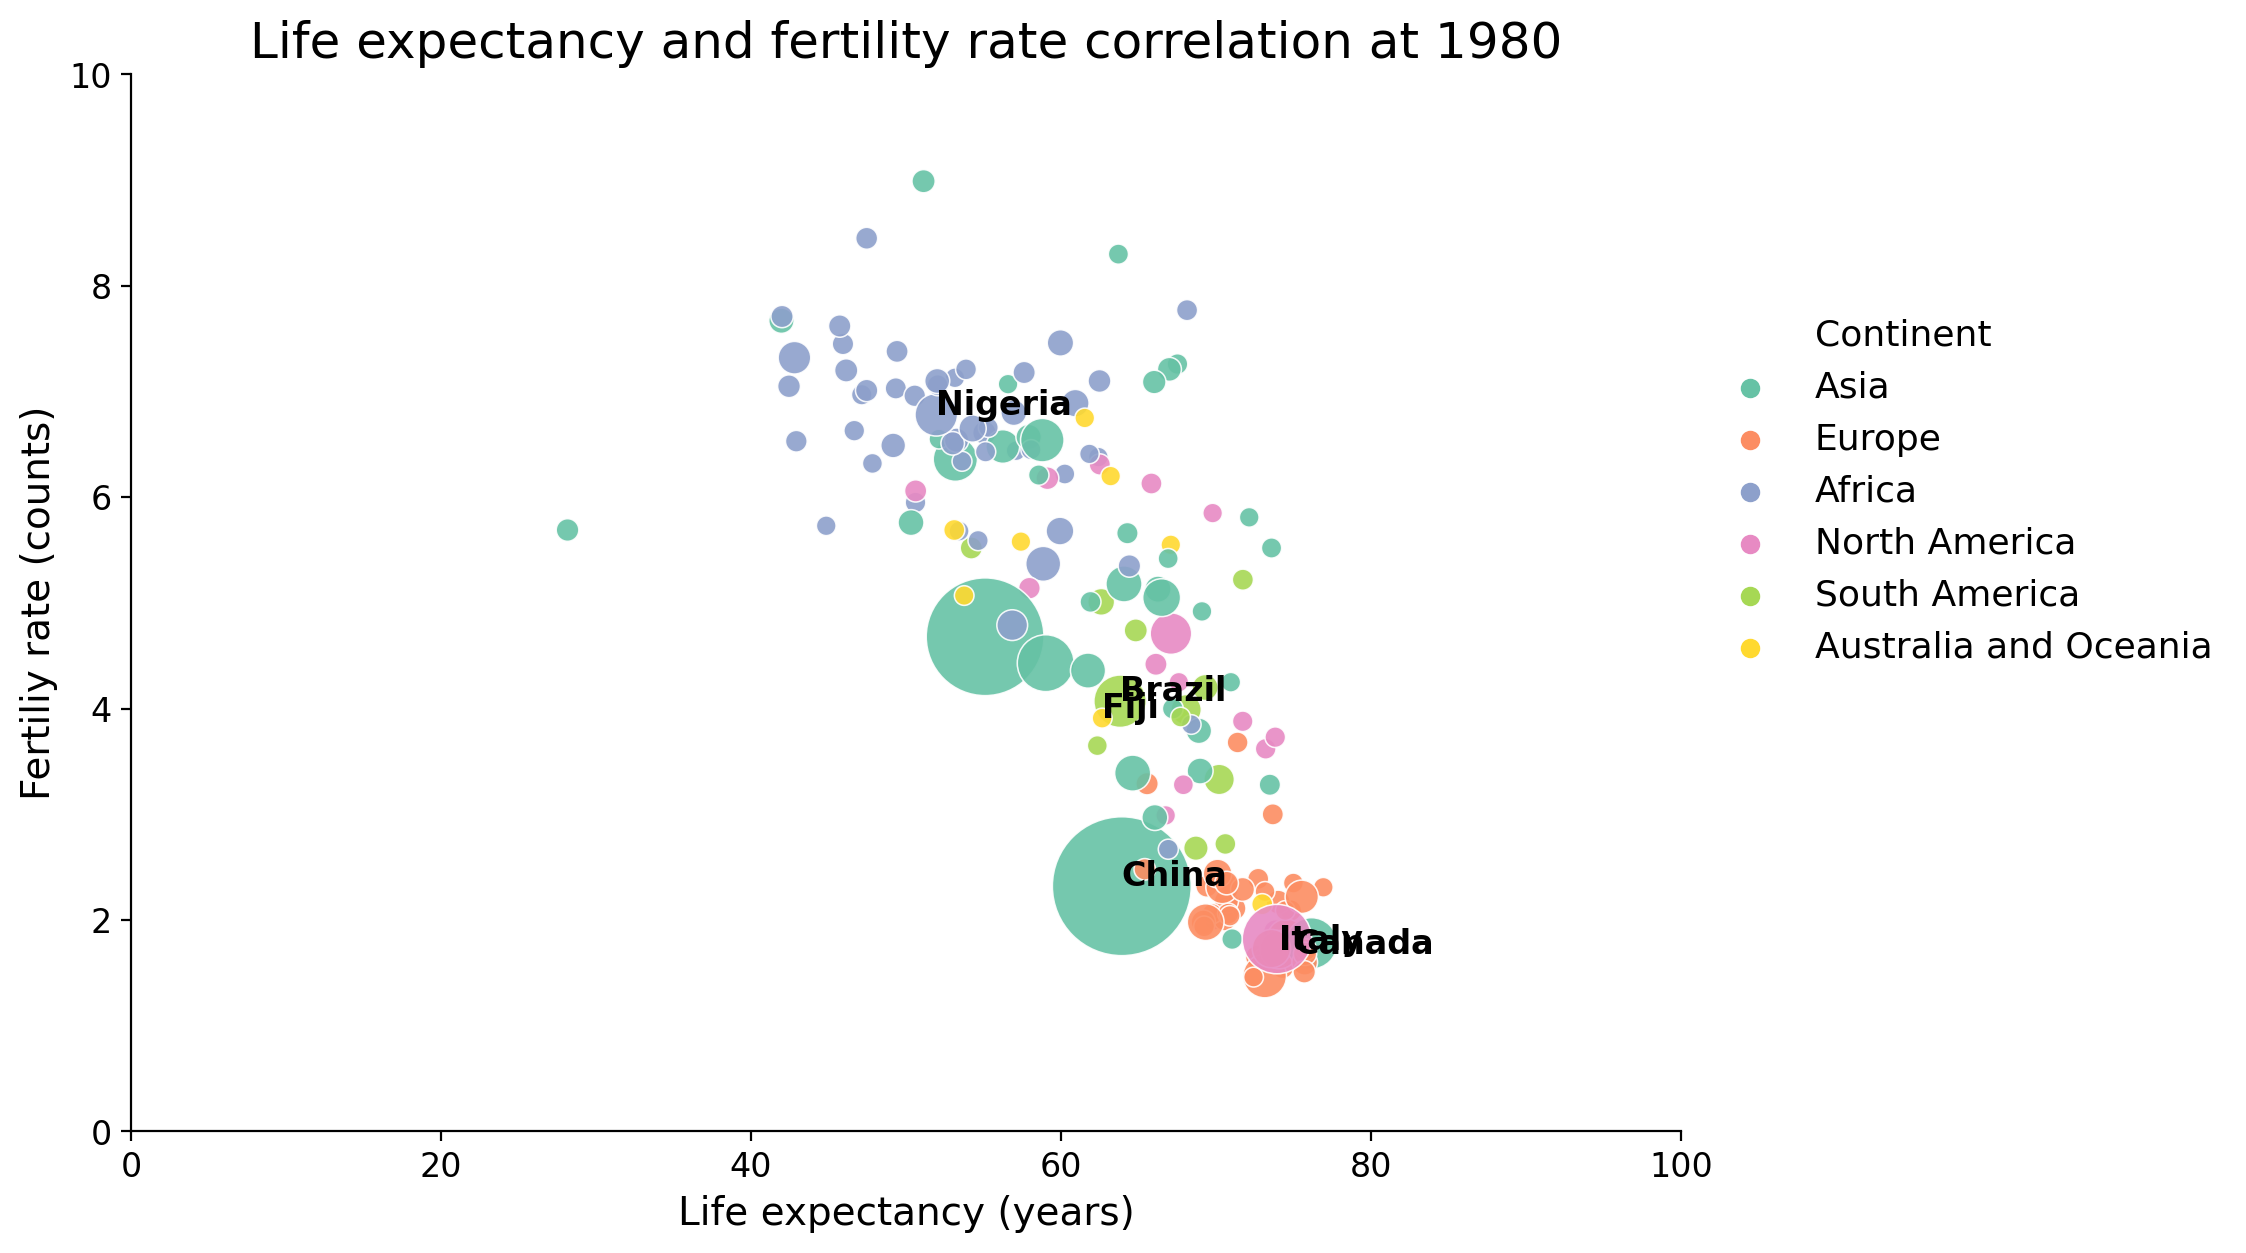 Life expectancy and fertility rate correlation at 1980
10
8
6
4
2
0
Fertiliy rate (counts)
0 20 40 60 80 100
Life expectancy (years)
Nigeria
Brazil
Fiji
China
Italy
Canada
Continent
Asia
Europe
Africa
North America
South America
Australia and Oceania